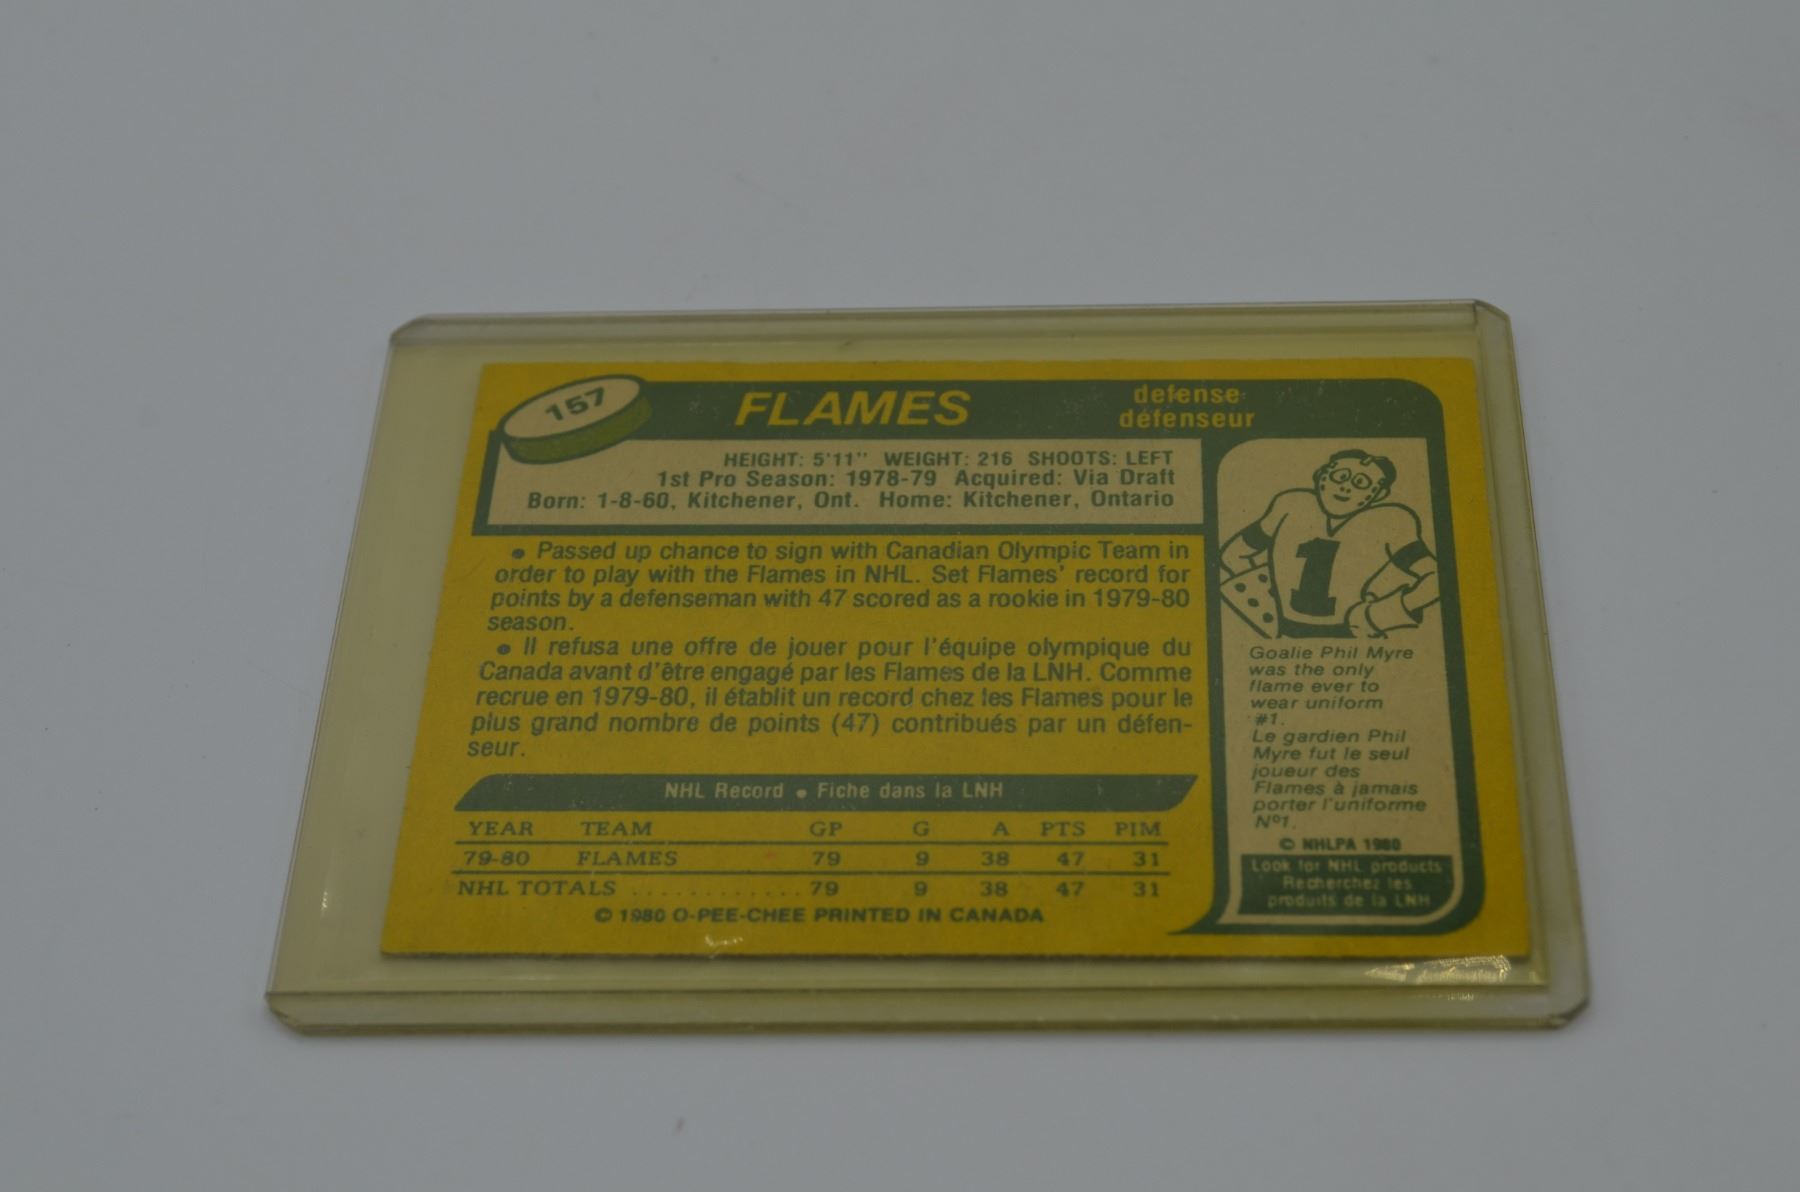 157
FLAMES
defense
défenseur
HEIGHT: 5'11" WEIGHT: 216 SHOOTS: LEFT
1st Pro Season: 1978-79 Acquired: Via Draft
Born: 1-8-60, Kitchener, Ont. Home: Kitchener, Ontario
• Passed up chance to sign with Canadian Olympic Team in
order to play with the Flames in NHL. Set Flames' record for
points by a defenseman with 47 scored as a rookie in 1979-80
season.
• Il refusa une offre de jouer pour l'équipe olympique du
Canada avant d'être engagé par les Flames de la LNH. Comme
recrue en 1979-80, il établit un record chez les Flames pour le
plus grand nombre de points (47) contribués par un défen-
seur.
NHL Record • Fiche dans la LNH
YEAR TEAM GP G A PTS PIM
79-80 FLAMES 79 9 38 47 31
NHL TOTALS ............ 79 9 38 47 31
© 1980 O-PEE-CHEE PRINTED IN CANADA
1
Goalie Phil Myre
was the only
flame ever to
wear uniform
#1.
Le gardien Phil
Myre fut le seul
joueur des
Flames à jamais
porter l'uniforme
Nº1.
© NHLPA 1980
Look for NHL products
Recherchez les
produits de la LNH